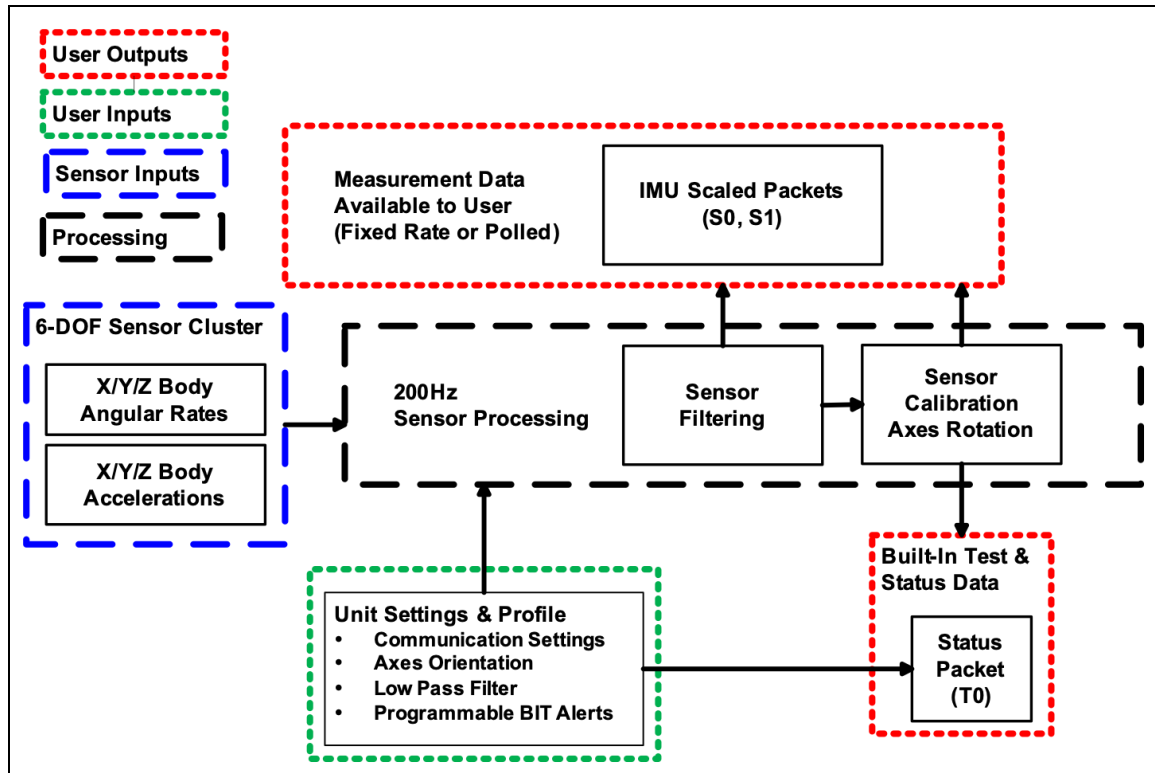 User Outputs
User Inputs
Sensor Inputs
Processing
Measurement Data
Available to User
(Fixed Rate or Polled)
IMU Scaled Packets
(S0, S1)
6-DOF Sensor Cluster
X/Y/Z Body
Angular Rates
X/Y/Z Body
Accelerations
200Hz
Sensor Processing
Sensor
Filtering
Sensor
Calibration
Axes Rotation
Unit Settings & Profile
• Communication Settings
• Axes Orientation
• Low Pass Filter
• Programmable BIT Alerts
Built-In Test &
Status Data
Status
Packet
(T0)